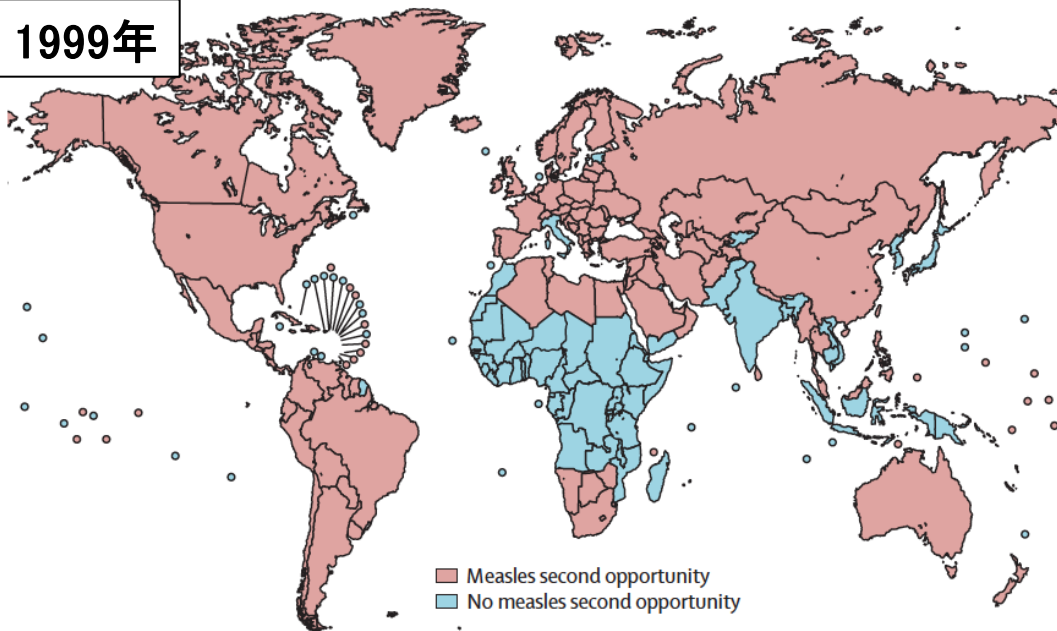 1999年
Measles second opportunity
No measles second opportunity